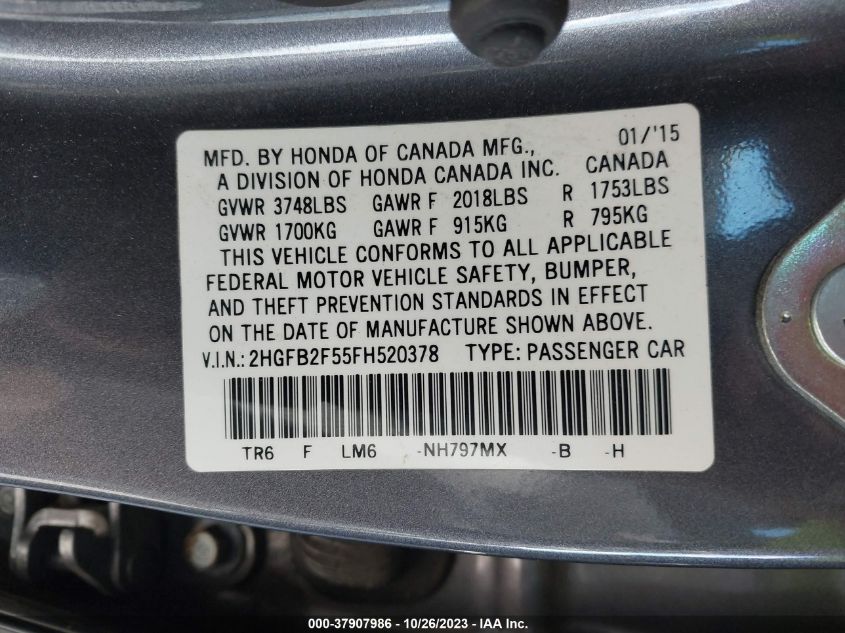 MFD. BY HONDA OF CANADA MFG., 01/'15
A DIVISION OF HONDA CANADA INC. CANADA
GVWR 3748LBS GAWR F 2018LBS R 1753LBS
GVWR 1700KG GAWR F 915KG R 795KG
THIS VEHICLE CONFORMS TO ALL APPLICABLE
FEDERAL MOTOR VEHICLE SAFETY, BUMPER,
AND THEFT PREVENTION STANDARDS IN EFFECT
ON THE DATE OF MANUFACTURE SHOWN ABOVE.
V.I.N.: 2HGFB2F55FH520378 TYPE: PASSENGER CAR
TR6 F LM6 -NH797MX -B -H
000-37907986 - 10/26/2023 - IAA Inc.